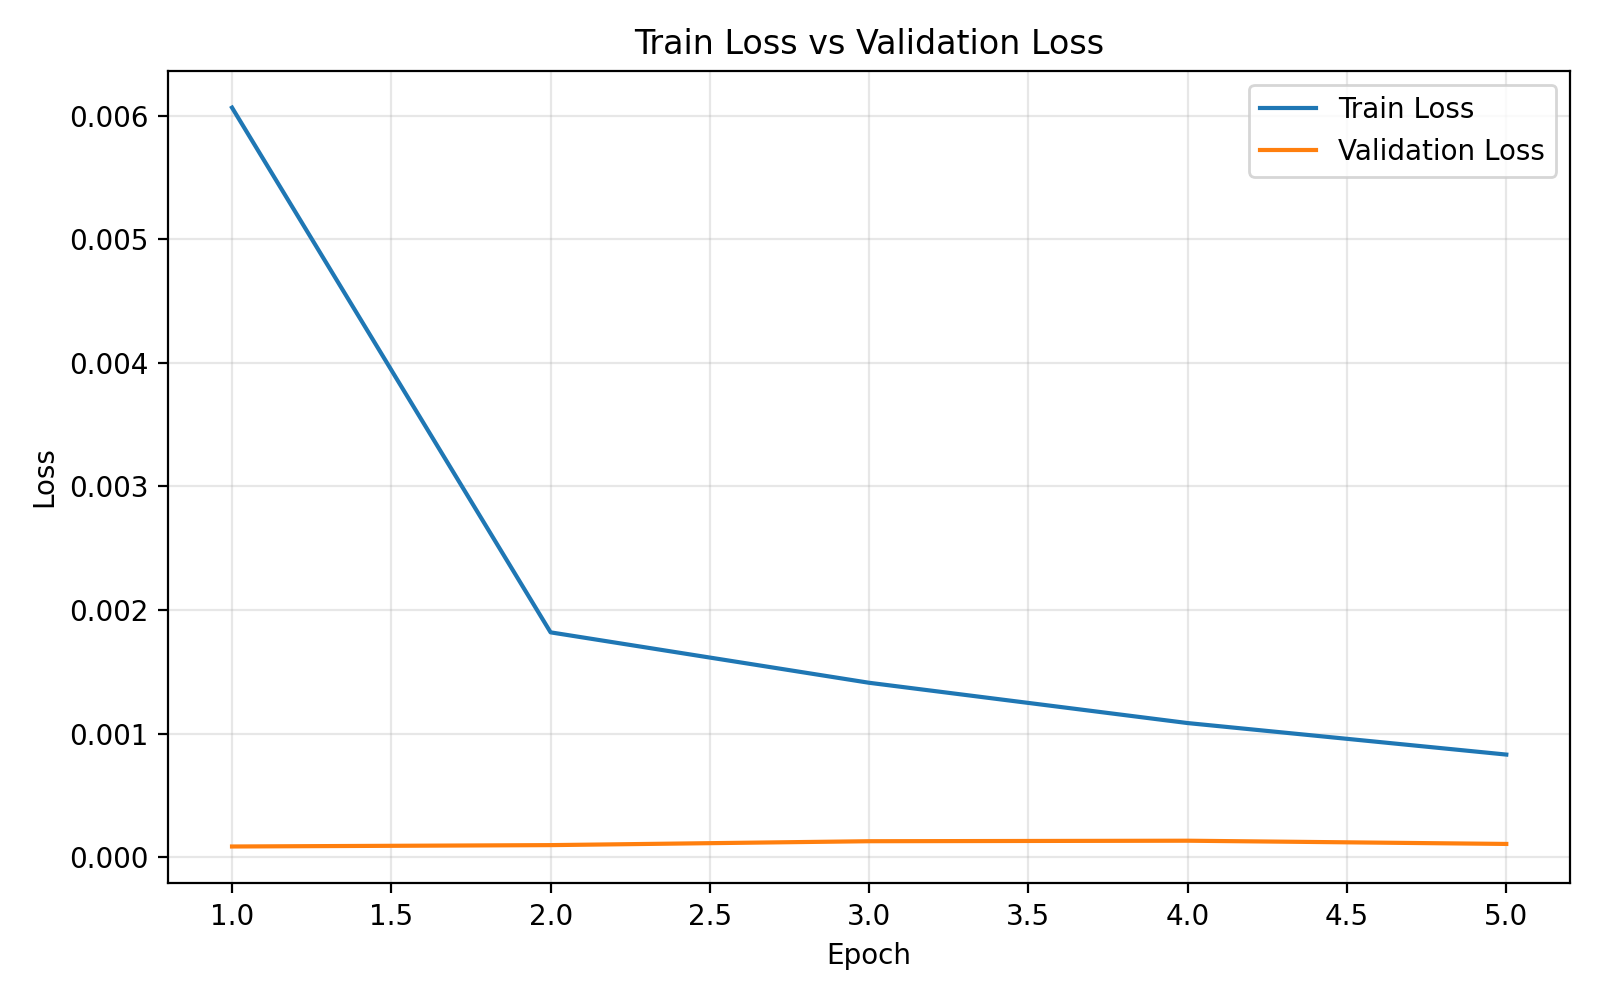 Train Loss vs Validation Loss
Train Loss
Validation Loss
0.006
0.005
0.004
0.003
0.002
0.001
0.000
Loss
1.0 1.5 2.0 2.5 3.0 3.5 4.0 4.5 5.0
Epoch